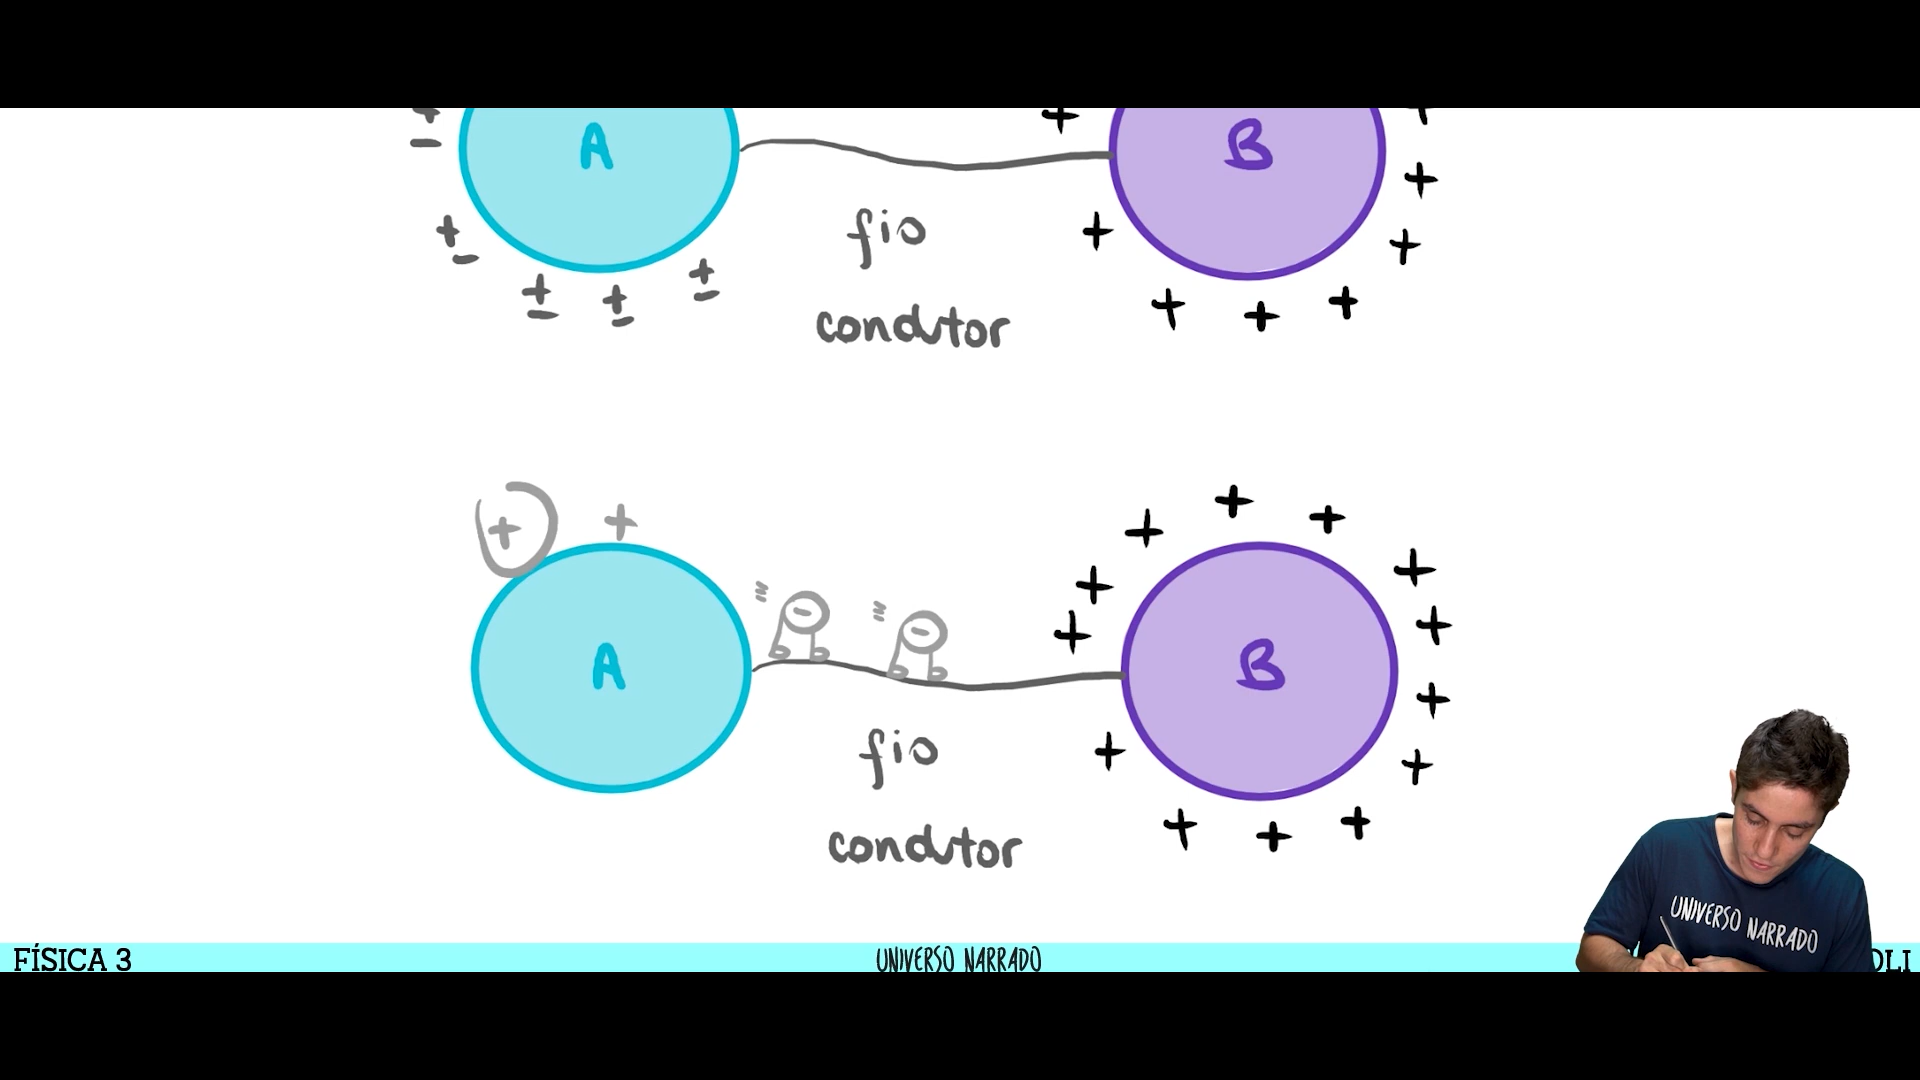 A B
+ + + + + + + +
± ± ± ± ±
fio
condutor
+ +
+ + + + + + + + + + + + + +
- -
A B
fio
condutor
UNIVERSO NARRADO
FÍSICA 3 UNIVERSO NARRADO